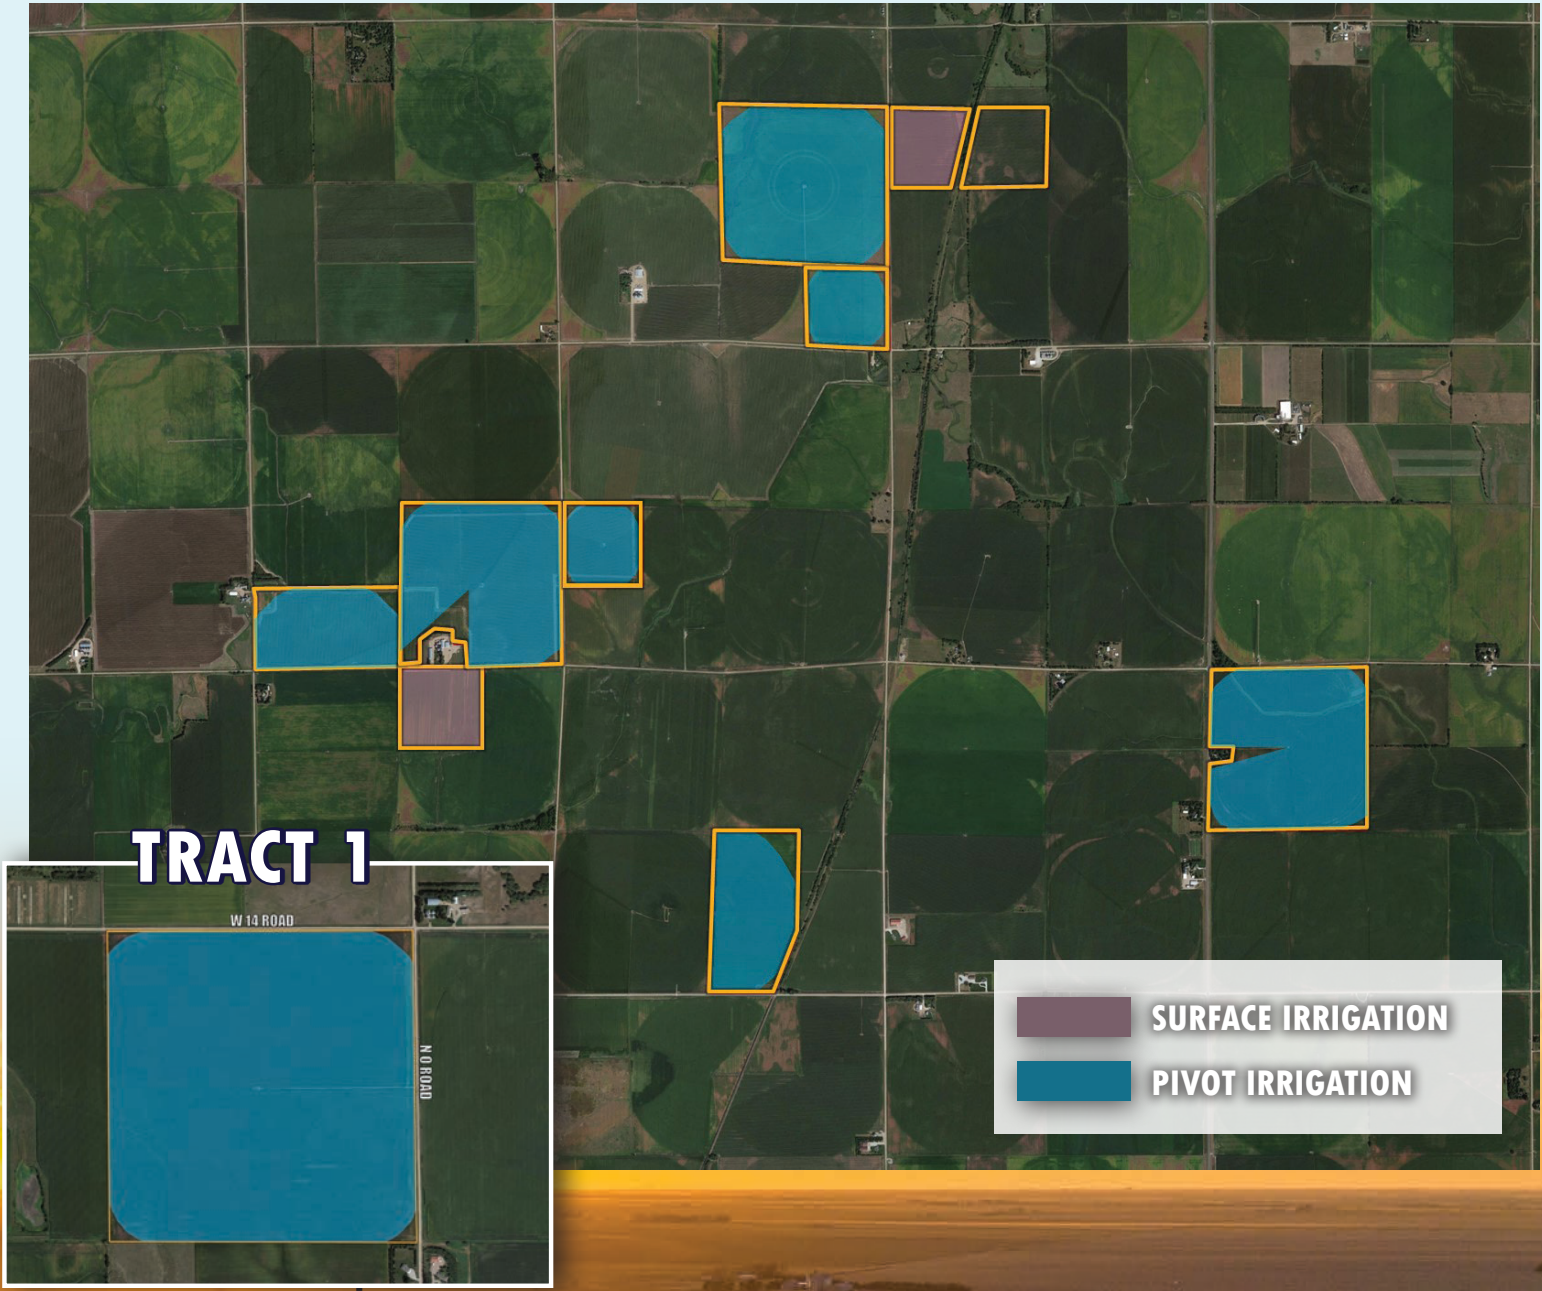 TRACT 1
W 14 ROAD
N O ROAD
SURFACE IRRIGATION
PIVOT IRRIGATION